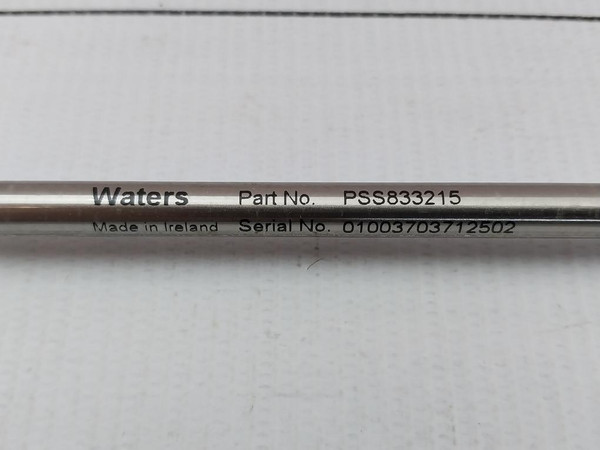 Waters Part No. PSS833215
Made in Ireland Serial No. 01003703712502